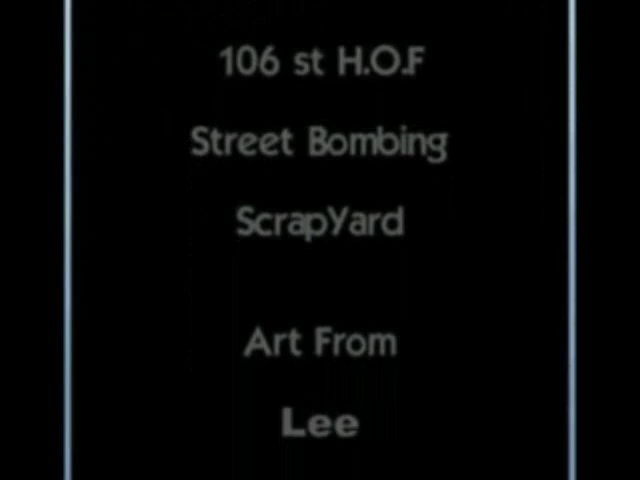 106 st H.O.F
Street Bombing
ScrapYard
Art From
Lee